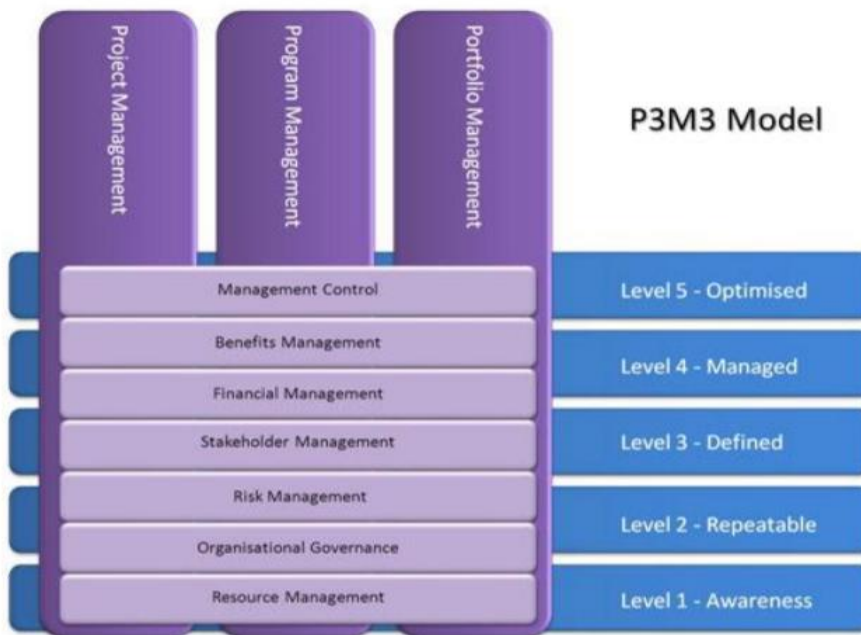 Project Management
Program Management
Portfolio Management
P3M3 Model
Management Control
Level 5 - Optimised
Benefits Management
Level 4 - Managed
Financial Management
Stakeholder Management
Level 3 - Defined
Risk Management
Level 2 - Repeatable
Organisational Governance
Resource Management
Level 1 - Awareness